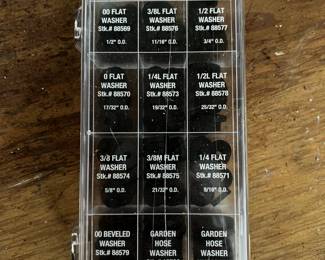 00 FLAT
WASHER
Stk.# 88569
1/2" O.D.
3/8L FLAT
WASHER
Stk.# 88576
11/16" O.D.
1/2 FLAT
WASHER
Stk.# 88577
3/4" O.D.
0 FLAT
WASHER
Stk.# 88570
17/32" O.D.
1/4L FLAT
WASHER
Stk.# 88573
19/32" O.D.
1/2L FLAT
WASHER
Stk.# 88578
25/32" O.D.
3/8 FLAT
WASHER
Stk.# 88574
5/8" O.D.
3/8M FLAT
WASHER
Stk.# 88575
21/32" O.D.
1/4 FLAT
WASHER
Stk.# 88571
9/16" O.D.
00 BEVELED
WASHER
Stk.# 88579
GARDEN
HOSE
WASHER
GARDEN
HOSE
WASHER